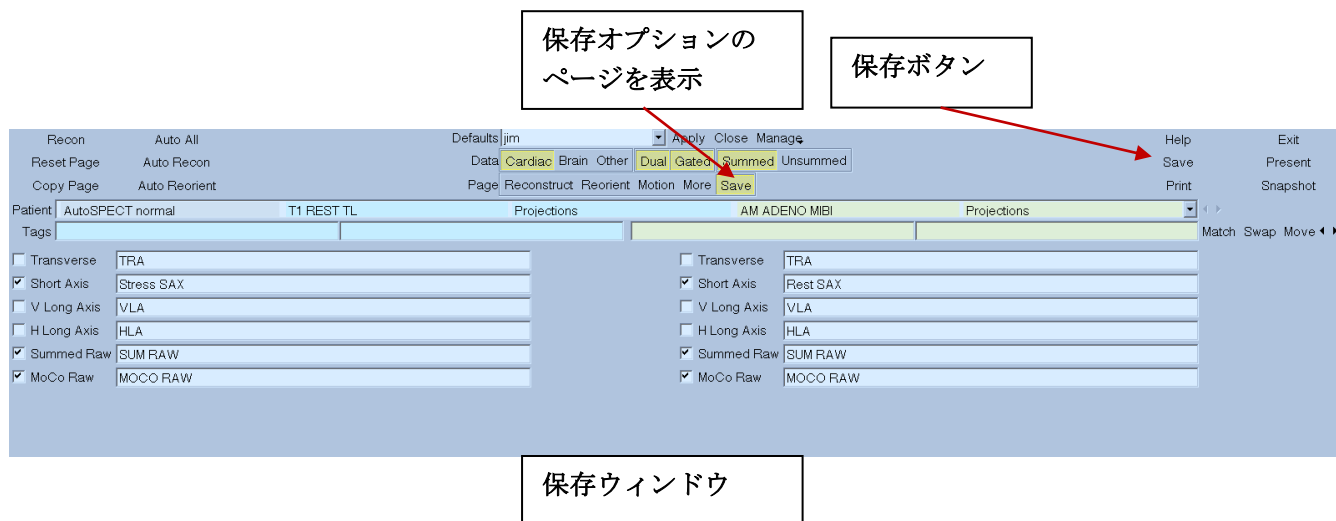 保存オプションの
ページを表示
保存ボタン
Recon Auto All Defaults jim Apply Close Manage Help Exit
Reset Page Auto Recon Data Cardiac Brain Other Dual Gated Summed Unsummed Save Present
Copy Page Auto Reorient Page Reconstruct Reorient Motion More Save Print Snapshot
Patient AutoSPECT normal T1 REST TL Projections AM ADENO MIBI Projections
Tags Match Swap Move
Transverse TRA Transverse TRA
Short Axis Stress SAX Short Axis Rest SAX
V Long Axis VLA V Long Axis VLA
H Long Axis HLA H Long Axis HLA
Summed Raw SUM RAW Summed Raw SUM RAW
MoCo Raw MOCO RAW MoCo Raw MOCO RAW
保存ウィンドウ